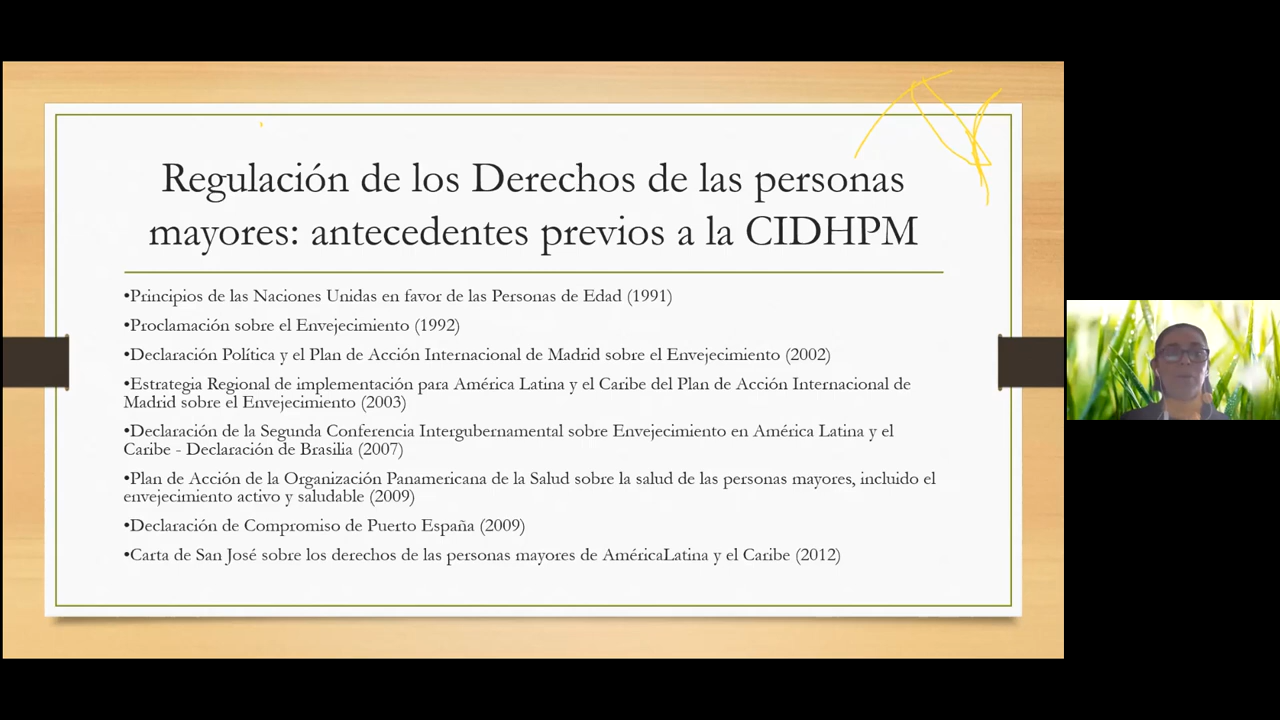 Regulación de los Derechos de las personas
mayores: antecedentes previos a la CIDHPM
•Principios de las Naciones Unidas en favor de las Personas de Edad (1991)
•Proclamación sobre el Envejecimiento (1992)
•Declaración Política y el Plan de Acción Internacional de Madrid sobre el Envejecimiento (2002)
•Estrategia Regional de implementación para América Latina y el Caribe del Plan de Acción Internacional de
Madrid sobre el Envejecimiento (2003)
•Declaración de la Segunda Conferencia Intergubernamental sobre Envejecimiento en América Latina y el
Caribe - Declaración de Brasilia (2007)
•Plan de Acción de la Organización Panamericana de la Salud sobre la salud de las personas mayores, incluido el
envejecimiento activo y saludable (2009)
•Declaración de Compromiso de Puerto España (2009)
•Carta de San José sobre los derechos de las personas mayores de AméricaLatina y el Caribe (2012)